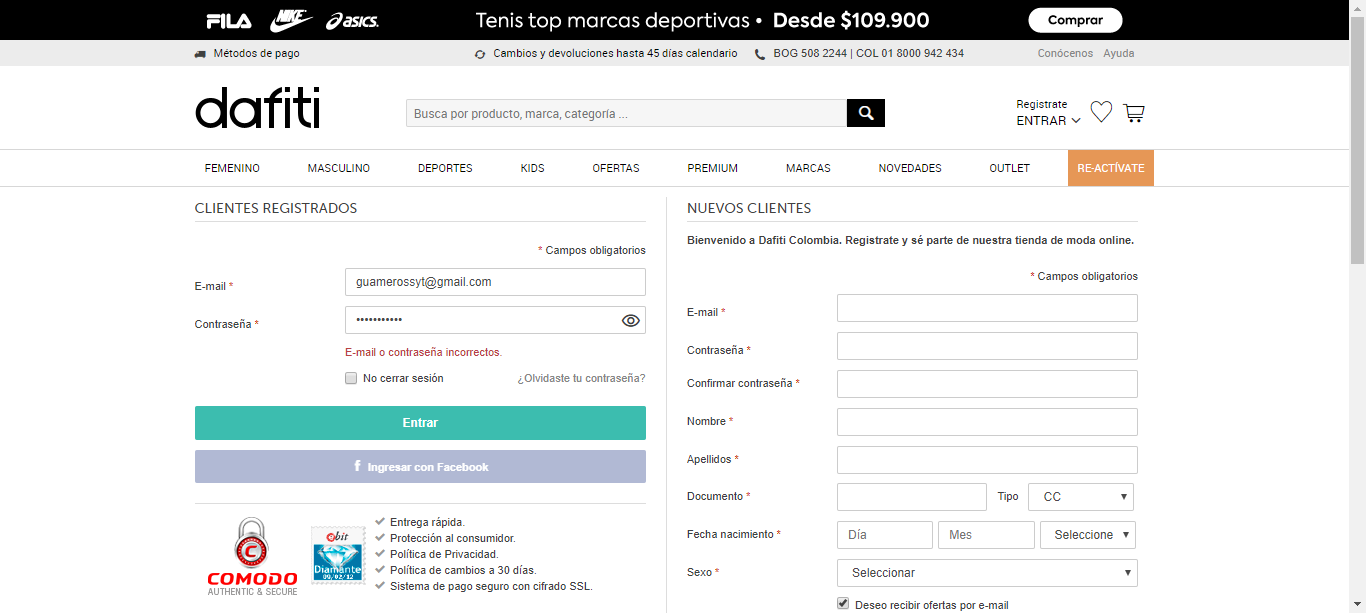 FILA NIKE asics. Tenis top marcas deportivas • Desde $109.900 Comprar
Métodos de pago Cambios y devoluciones hasta 45 días calendario BOG 508 2244 | COL 01 8000 942 434 Conócenos Ayuda
dafiti
Busca por producto, marca, categoría ...
Registrate
ENTRAR
FEMENINO MASCULINO DEPORTES KIDS OFERTAS PREMIUM MARCAS NOVEDADES OUTLET RE-ACTÍVATE
CLIENTES REGISTRADOS
* Campos obligatorios
E-mail * guamerossyt@gmail.com
Contraseña * •••••••••••
E-mail o contraseña incorrectos.
No cerrar sesión ¿Olvidaste tu contraseña?
Entrar
f Ingresar con Facebook
COMODO
AUTHENTIC & SECURE
ebit
Diamante
09/02/12
Entrega rápida.
Protección al consumidor.
Política de Privacidad.
Política de cambios a 30 días.
Sistema de pago seguro con cifrado SSL.
NUEVOS CLIENTES
Bienvenido a Dafiti Colombia. Registrate y sé parte de nuestra tienda de moda online.
* Campos obligatorios
E-mail *
Contraseña *
Confirmar contraseña *
Nombre *
Apellidos *
Documento * Tipo CC
Fecha nacimiento * Día Mes Seleccione
Sexo * Seleccionar
Deseo recibir ofertas por e-mail